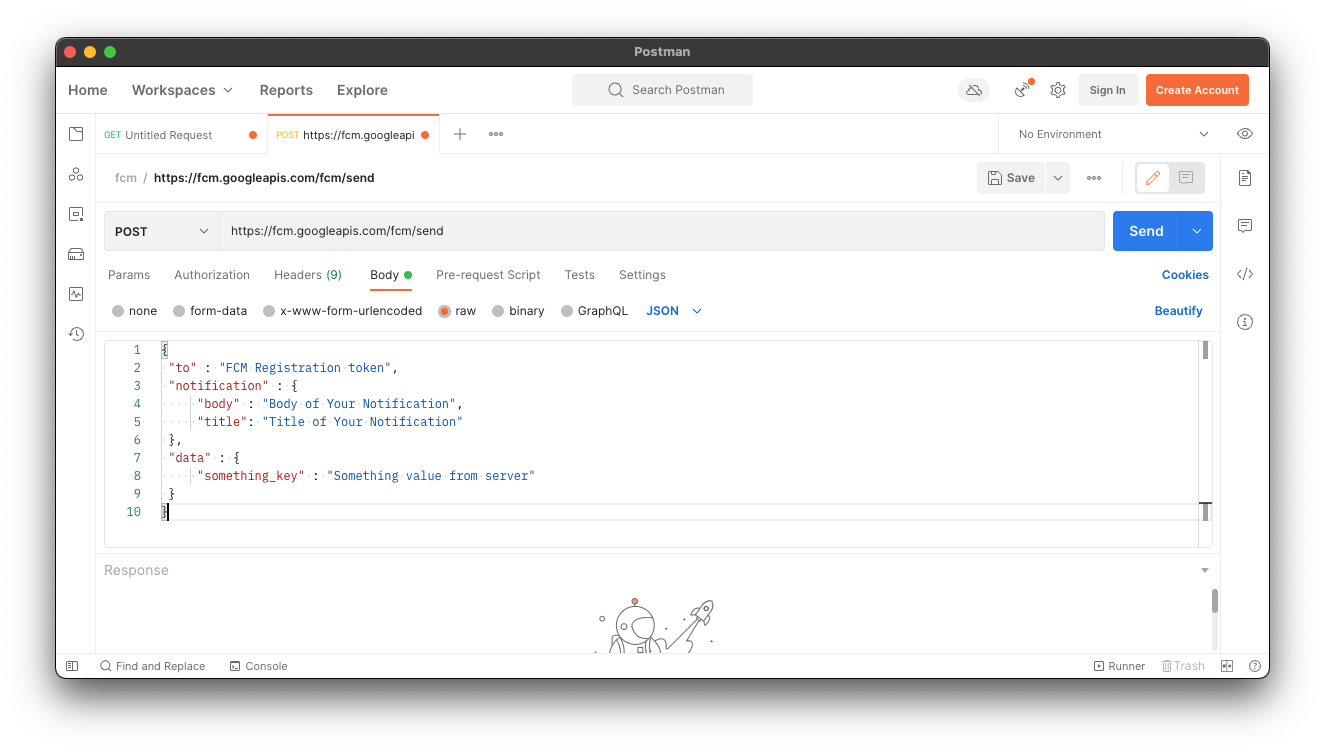 Postman
Home Workspaces Reports Explore Search Postman Sign In Create Account
GET Untitled Request POST https://fcm.googleapi No Environment
fcm / https://fcm.googleapis.com/fcm/send Save
POST https://fcm.googleapis.com/fcm/send Send
Params Authorization Headers (9) Body Pre-request Script Tests Settings Cookies
none form-data x-www-form-urlencoded raw binary GraphQL JSON Beautify
1 {
2 "to" : "FCM Registration token",
3 "notification" : {
4 "body" : "Body of Your Notification",
5 "title": "Title of Your Notification"
6 },
7 "data" : {
8 "something_key" : "Something value from server"
9 }
10 }
Response
Find and Replace Console Runner Trash